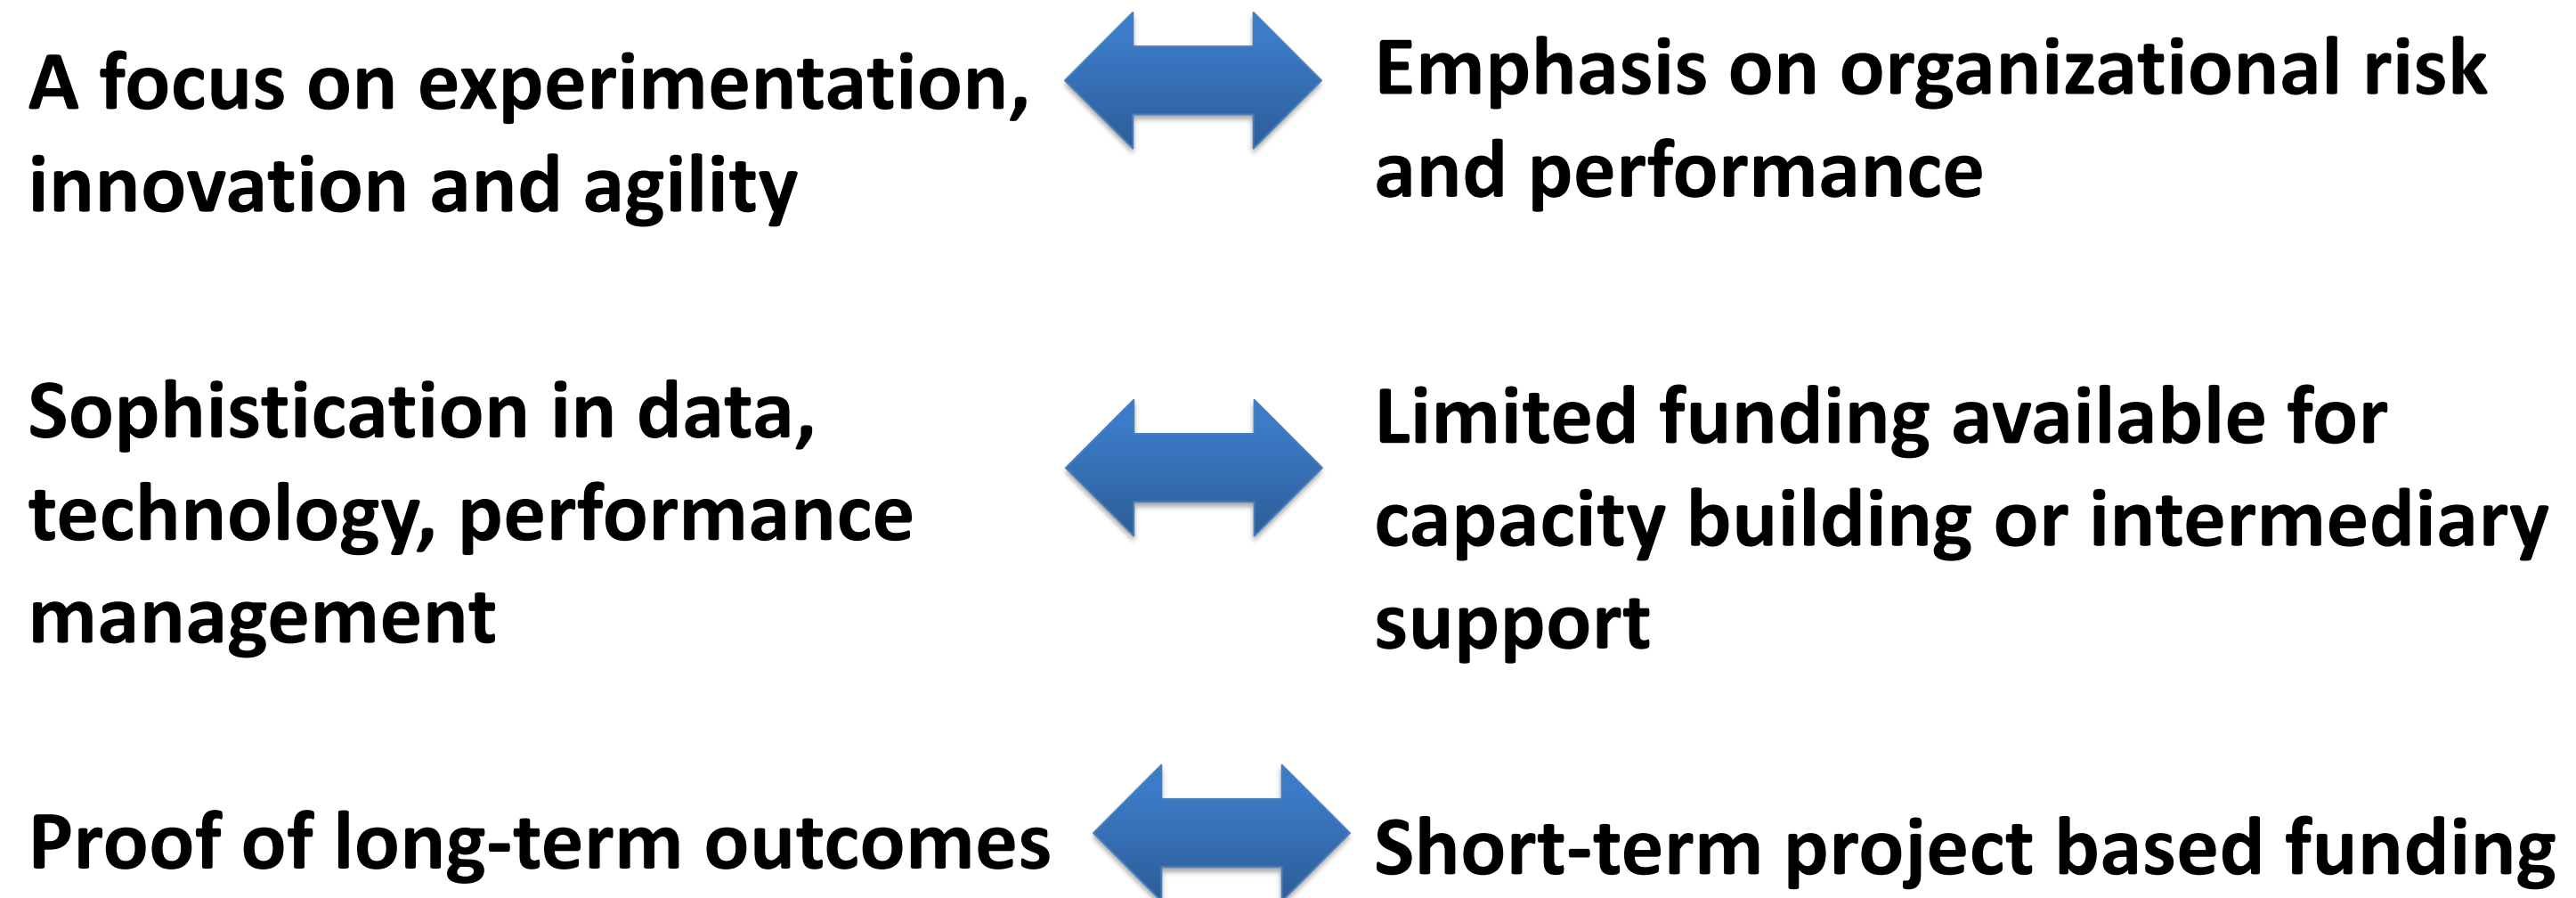 A focus on experimentation,
innovation and agility
Emphasis on organizational risk
and performance
Sophistication in data,
technology, performance
management
Limited funding available for
capacity building or intermediary
support
Proof of long-term outcomes
Short-term project based funding